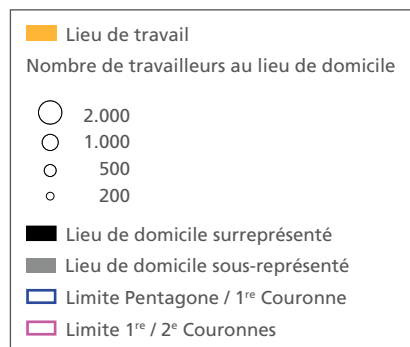 Lieu de travail
Nombre de travailleurs au lieu de domicile
2.000
1.000
500
200
Lieu de domicile surreprésenté
Lieu de domicile sous-représenté
Limite Pentagone / 1re Couronne
Limite 1re / 2e Couronnes